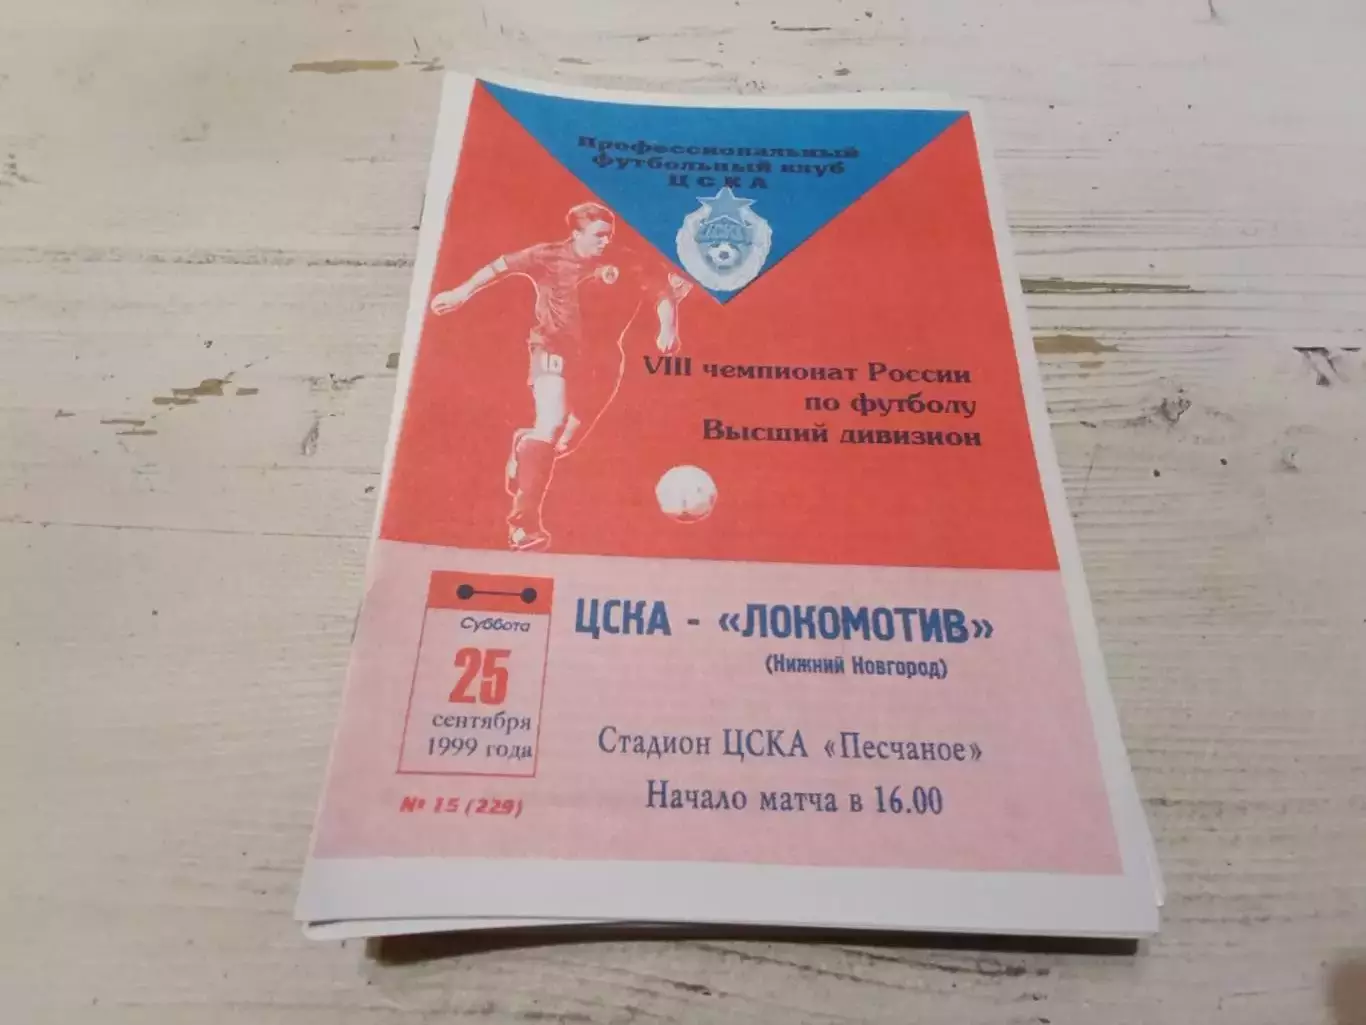 Профессиональный
футбольный клуб
ЦСКА
ЦСКА
VIII чемпионат России
по футболу
Высший дивизион
Суббота
25
сентября
1999 года
№ 15 (229)
ЦСКА - «ЛОКОМОТИВ»
(Нижний Новгород)
Стадион ЦСКА «Песчаное»
Начало матча в 16.00